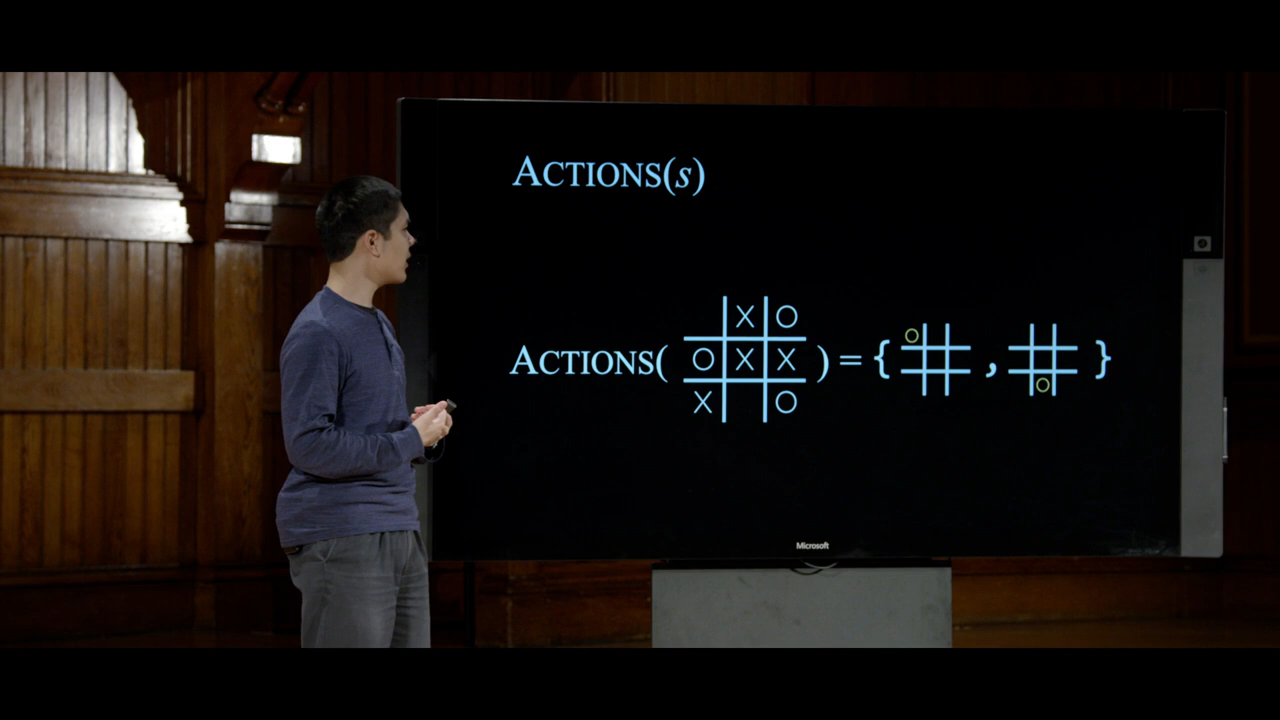 ACTIONS(s)
X O
ACTIONS( O X X ) = { O , O }
X O
Microsoft